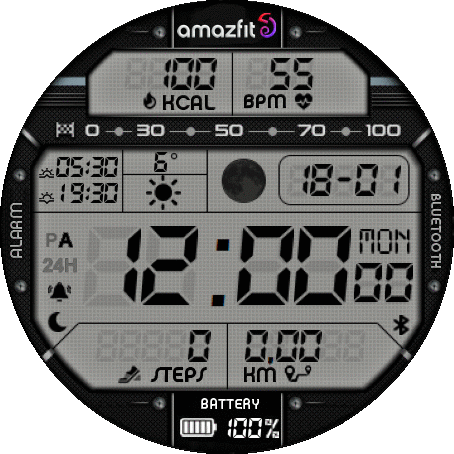 amazfit
100 55
KCAL BPM
0 30 50 70 100
05:30 6° 18-01
19:30
ALARM
BLUETOOTH
PA 12:00 MON
24H 00
0 0.00
STEPS KM
BATTERY
100%